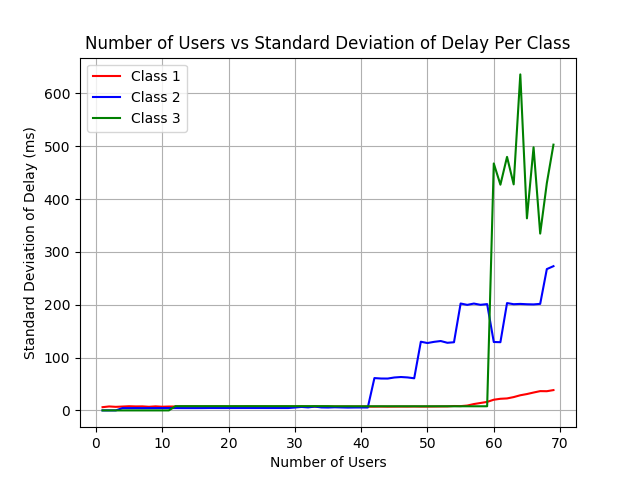 Number of Users vs Standard Deviation of Delay Per Class
Class 1
Class 2
Class 3
Standard Deviation of Delay (ms)
600
500
400
300
200
100
0
0 10 20 30 40 50 60 70
Number of Users